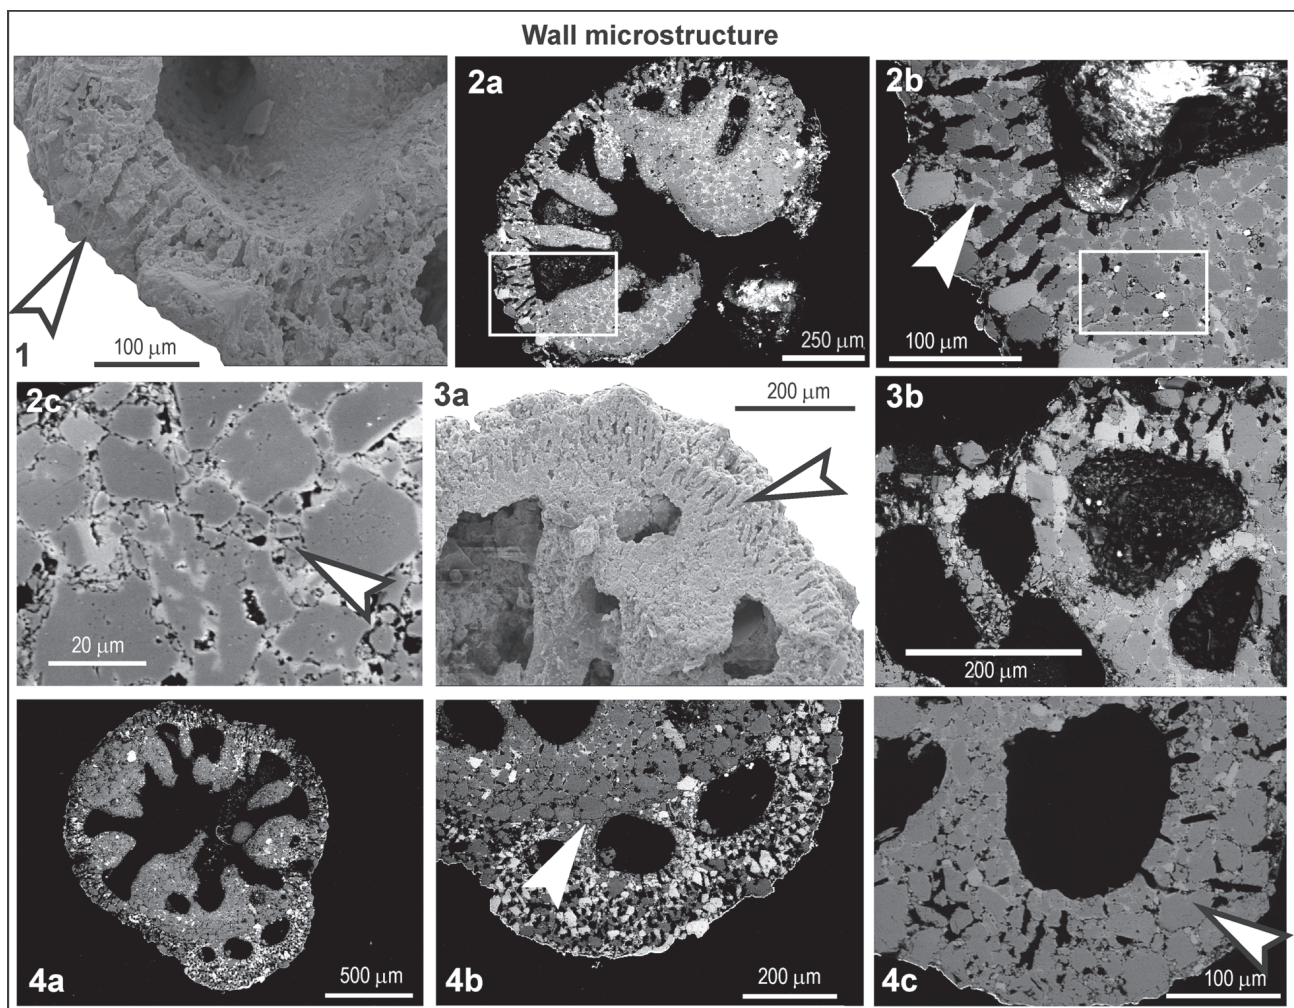 Wall microstructure
1
100 µm
2a
250 µm
2b
100 µm
2c
20 µm
3a
200 µm
3b
200 µm
4a
500 µm
4b
200 µm
4c
100 µm